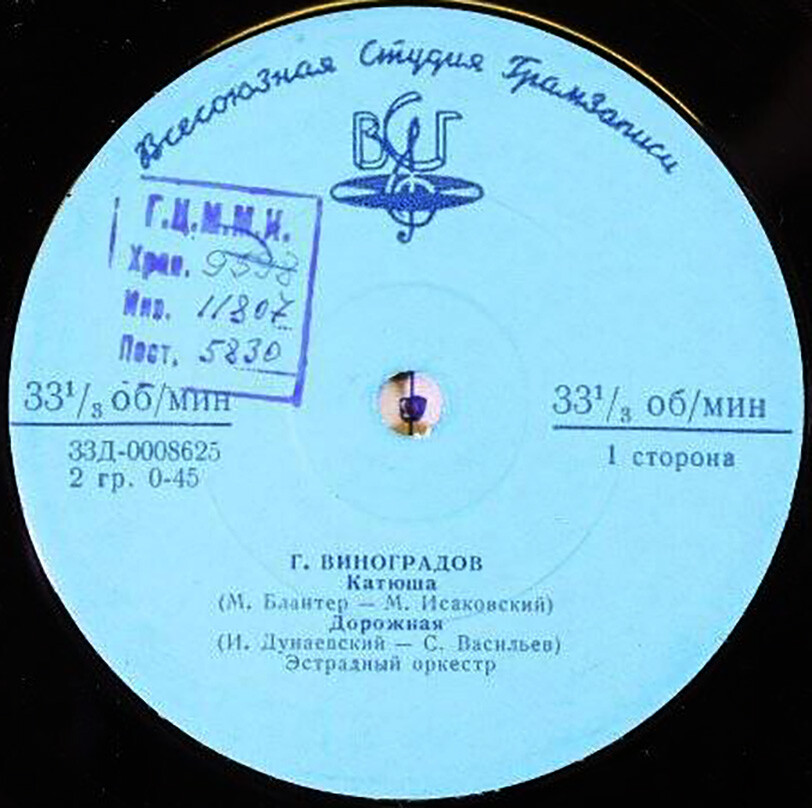 Всесоюзная Студия Грамзаписи
ВСГ
Г.Ц.М.М.К.
Хран.
Инв. 11807
Пост. 5830
33¹/₃ об/мин
33Д-0008625
2 гр. 0-45
33¹/₃ об/мин
1 сторона
Г. ВИНОГРАДОВ
Катюша
(М. Блантер — М. Исаковский)
Дорожная
(И. Дунаевский — С. Васильев)
Эстрадный оркестр